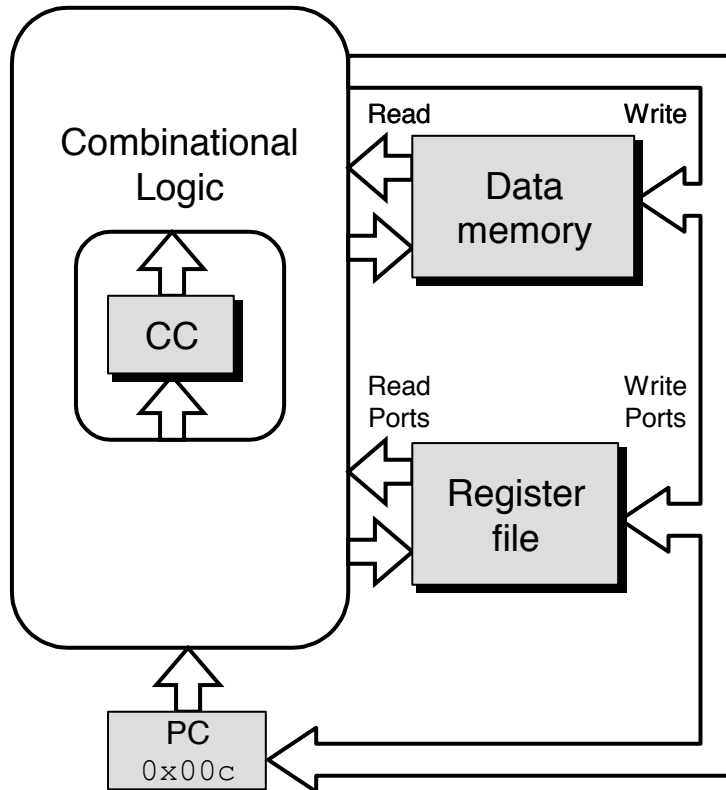 Combinational
Logic
CC
Read
Write
Data
memory
Read
Ports
Write
Ports
Register
file
PC
0x00c